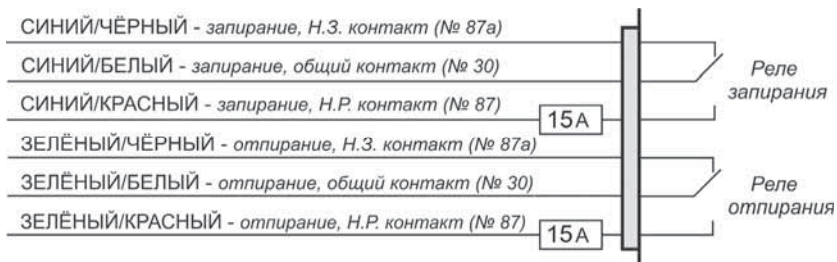 СИНИЙ/ЧЁРНЫЙ - запирание, Н.З. контакт (№ 87а)
СИНИЙ/БЕЛЫЙ - запирание, общий контакт (№ 30)
СИНИЙ/КРАСНЫЙ - запирание, Н.Р. контакт (№ 87)
15А
Реле
запирания
ЗЕЛЁНЫЙ/ЧЁРНЫЙ - отпирание, Н.З. контакт (№ 87а)
ЗЕЛЁНЫЙ/БЕЛЫЙ - отпирание, общий контакт (№ 30)
ЗЕЛЁНЫЙ/КРАСНЫЙ - отпирание, Н.Р. контакт (№ 87)
15А
Реле
отпирания